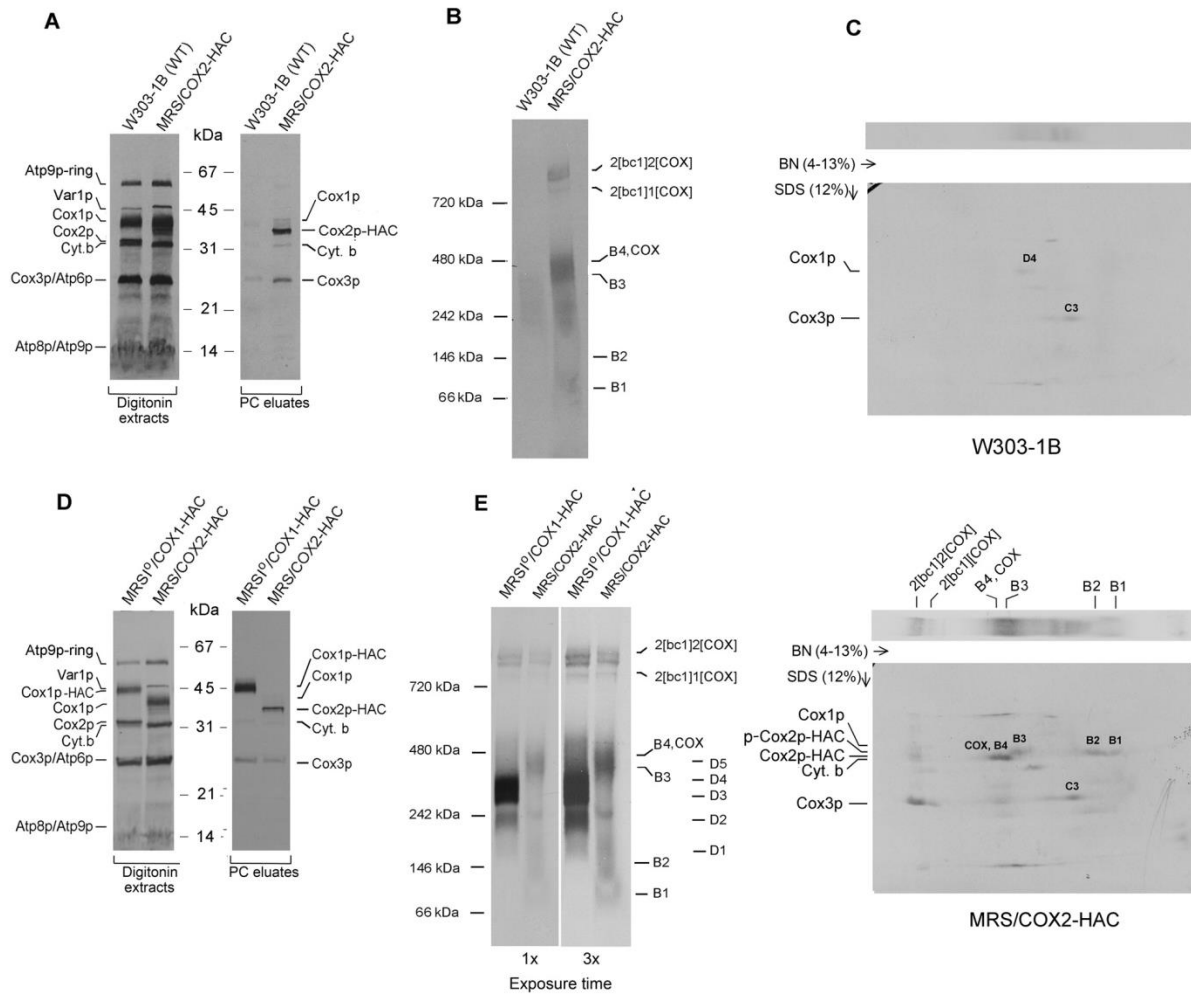 A
W303-1B (WT)
MRS/COX2-HAC
kDa
W303-1B (WT)
MRS/COX2-HAC
Atp9p-ring
Var1p
Cox1p
Cox2p
Cyt.b
Cox3p/Atp6p
Atp8p/Atp9p
67
45
31
21
14
Cox1p
Cox2p-HAC
Cyt. b
Cox3p
Digitonin
extracts
PC eluates
B
W303-1B (WT)
MRS/COX2-HAC
720 kDa
480 kDa
242 kDa
146 kDa
66 kDa
2[bc1]2[COX]
2[bc1]1[COX]
B4,COX
B3
B2
B1
C
BN (4-13%)
SDS (12%)
Cox1p
Cox3p
D4
C3
W303-1B
D
MRSIº/COX1-HAC
MRS/COX2-HAC
kDa
MRSIº/COX1-HAC
MRS/COX2-HAC
Atp9p-ring
Var1p
Cox1p-HAC
Cox1p
Cox2p
Cyt.b
Cox3p/Atp6p
Atp8p/Atp9p
67
45
31
21
14
Cox1p-HAC
Cox1p
Cox2p-HAC
Cyt. b
Cox3p
Digitonin
extracts
PC eluates
E
MRSIº/COX1-HAC
MRS/COX2-HAC
MRSIº/COX1-HAC
MRS/COX2-HAC
720 kDa
480 kDa
242 kDa
146 kDa
66 kDa
2[bc1]2[COX]
2[bc1]1[COX]
B4,COX
B3
B2
B1
D5
D4
D3
D2
D1
1x
3x
Exposure time
2[bc1]2[COX]
2[bc1][COX]
B4, COX
B3
B2
B1
BN (4-13%)
SDS (12%)
Cox1p
p-Cox2p-HAC
Cox2p-HAC
Cyt. b
Cox3p
COX, B4
B3
B2
B1
C3
MRS/COX2-HAC